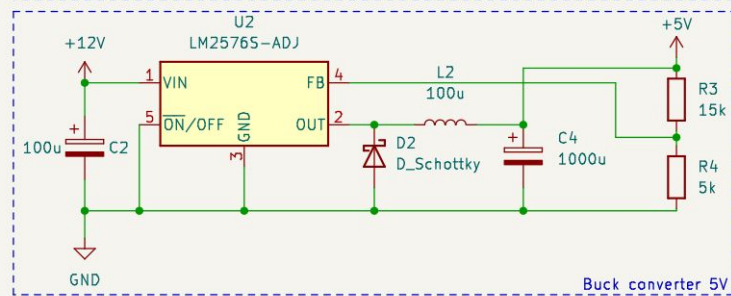 U2
LM2576S-ADJ
+12V
+5V
1
VIN
FB
4
L2
100u
R3
15k
5
ON/OFF
GND
OUT
2
3
100u
C2
D2
D_Schottky
C4
1000u
R4
5k
GND
Buck converter 5V